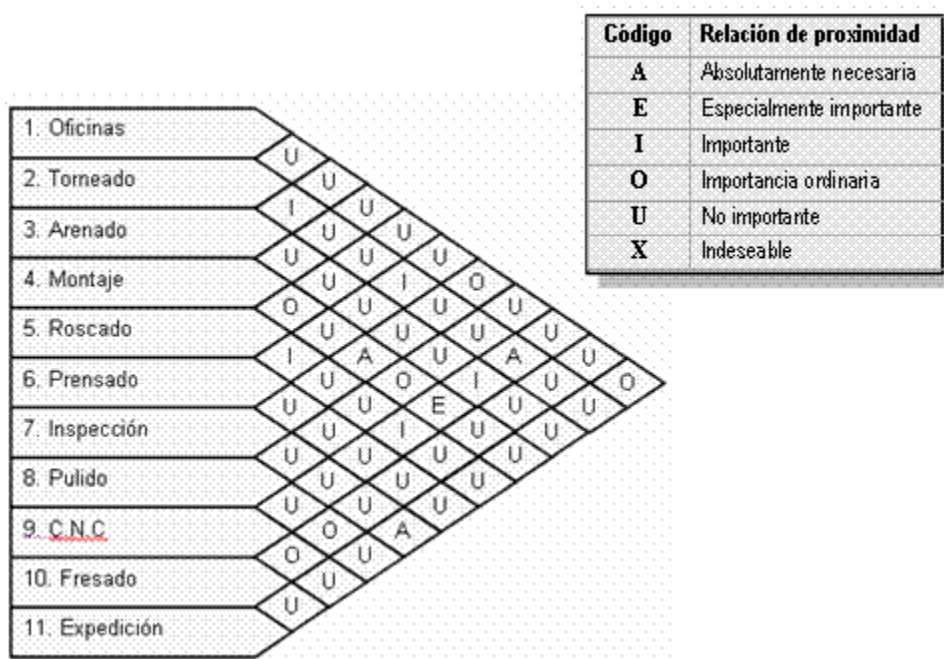 Código Relación de proximidad
A Absolutamente necesaria
E Especialmente importante
I Importante
O Importancia ordinaria
U No importante
X Indeseable
1. Oficinas
U
2. Torneado U
I U
3. Arenado U U
U U U
4. Montaje U I O
O U U U
5. Roscado U U U U
I A U A U
6. Prensado U O I U O
U U E U U
7. Inspección U I U U
U U U U
8. Pulido U U U
U U U
9. C.N.C O A
O U
10. Fresado U
U
11. Expedición